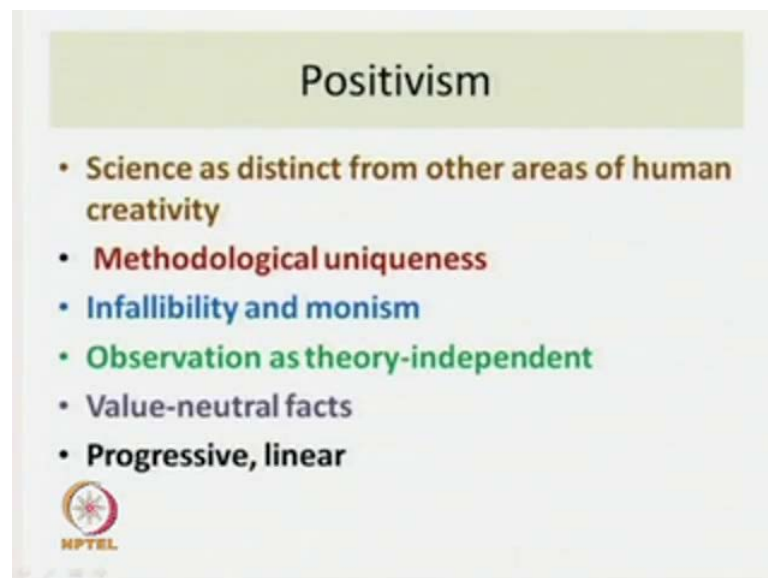 Positivism
• Science as distinct from other areas of human
creativity
• Methodological uniqueness
• Infallibility and monism
• Observation as theory-independent
• Value-neutral facts
• Progressive, linear
NPTEL